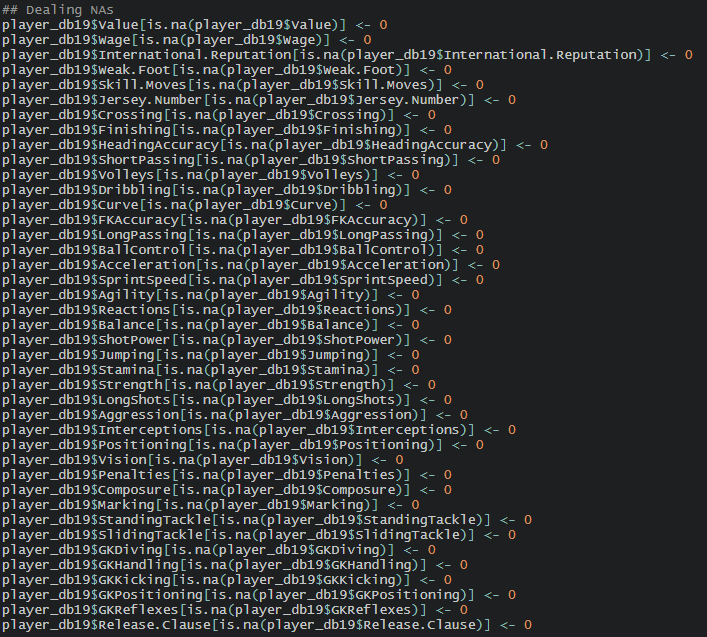 ## Dealing NAs
player_db19$Value[is.na(player_db19$Value)] <- 0
player_db19$Wage[is.na(player_db19$Wage)] <- 0
player_db19$International.Reputation[is.na(player_db19$International.Reputation)] <- 0
player_db19$Weak.Foot[is.na(player_db19$Weak.Foot)] <- 0
player_db19$Skill.Moves[is.na(player_db19$Skill.Moves)] <- 0
player_db19$Jersey.Number[is.na(player_db19$Jersey.Number)] <- 0
player_db19$Crossing[is.na(player_db19$Crossing)] <- 0
player_db19$Finishing[is.na(player_db19$Finishing)] <- 0
player_db19$HeadingAccuracy[is.na(player_db19$HeadingAccuracy)] <- 0
player_db19$ShortPassing[is.na(player_db19$ShortPassing)] <- 0
player_db19$Volleys[is.na(player_db19$Volleys)] <- 0
player_db19$Dribbling[is.na(player_db19$Dribbling)] <- 0
player_db19$Curve[is.na(player_db19$Curve)] <- 0
player_db19$FKAccuracy[is.na(player_db19$FKAccuracy)] <- 0
player_db19$LongPassing[is.na(player_db19$LongPassing)] <- 0
player_db19$BallControl[is.na(player_db19$BallControl)] <- 0
player_db19$Acceleration[is.na(player_db19$Acceleration)] <- 0
player_db19$SprintSpeed[is.na(player_db19$SprintSpeed)] <- 0
player_db19$Agility[is.na(player_db19$Agility)] <- 0
player_db19$Reactions[is.na(player_db19$Reactions)] <- 0
player_db19$Balance[is.na(player_db19$Balance)] <- 0
player_db19$ShotPower[is.na(player_db19$ShotPower)] <- 0
player_db19$Jumping[is.na(player_db19$Jumping)] <- 0
player_db19$Stamina[is.na(player_db19$Stamina)] <- 0
player_db19$Strength[is.na(player_db19$Strength)] <- 0
player_db19$LongShots[is.na(player_db19$LongShots)] <- 0
player_db19$Aggression[is.na(player_db19$Aggression)] <- 0
player_db19$Interceptions[is.na(player_db19$Interceptions)] <- 0
player_db19$Positioning[is.na(player_db19$Positioning)] <- 0
player_db19$Vision[is.na(player_db19$Vision)] <- 0
player_db19$Penalties[is.na(player_db19$Penalties)] <- 0
player_db19$Composure[is.na(player_db19$Composure)] <- 0
player_db19$Marking[is.na(player_db19$Marking)] <- 0
player_db19$StandingTackle[is.na(player_db19$StandingTackle)] <- 0
player_db19$SlidingTackle[is.na(player_db19$SlidingTackle)] <- 0
player_db19$GKDiving[is.na(player_db19$GKDiving)] <- 0
player_db19$GKHandling[is.na(player_db19$GKHandling)] <- 0
player_db19$GKKicking[is.na(player_db19$GKKicking)] <- 0
player_db19$GKPositioning[is.na(player_db19$GKPositioning)] <- 0
player_db19$GKReflexes[is.na(player_db19$GKReflexes)] <- 0
player_db19$Release.Clause[is.na(player_db19$Release.Clause)] <- 0